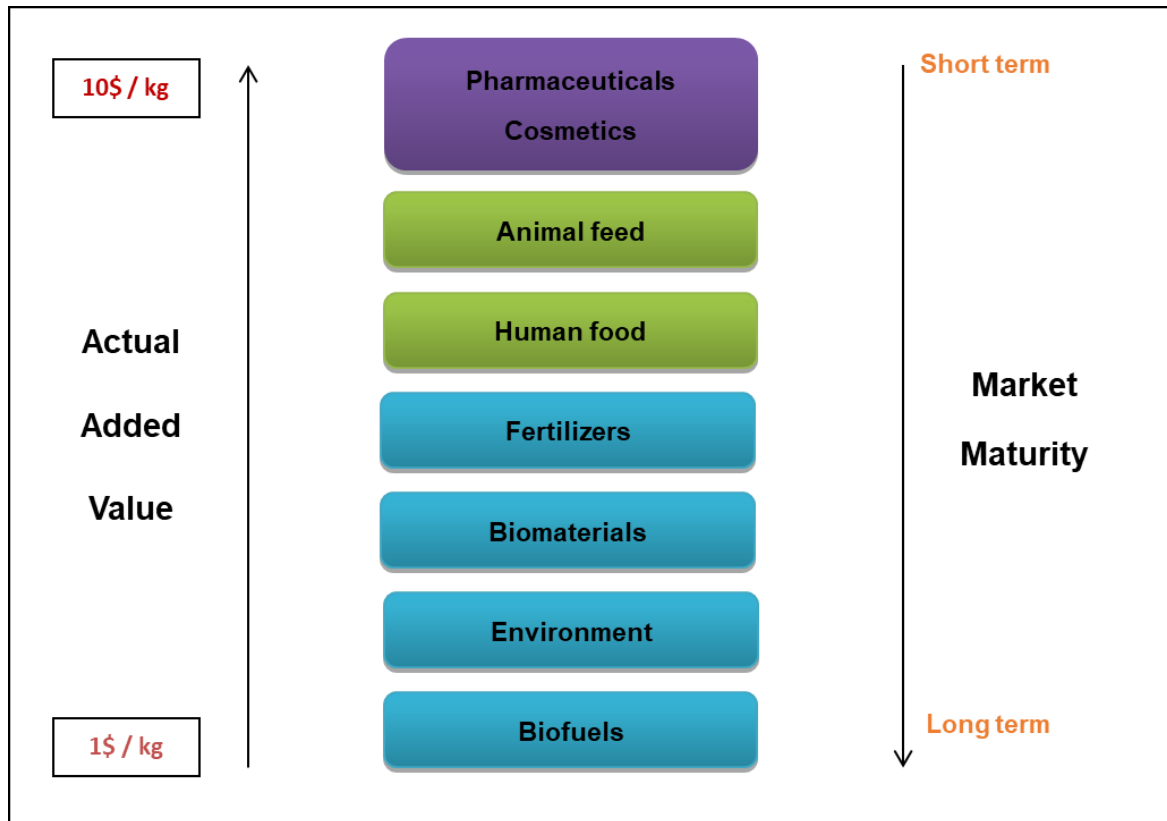 10$ / kg
Pharmaceuticals
Cosmetics
Short term
Animal feed
Human food
Actual
Added
Value
Fertilizers
Market
Maturity
Biomaterials
Environment
1$ / kg
Biofuels
Long term